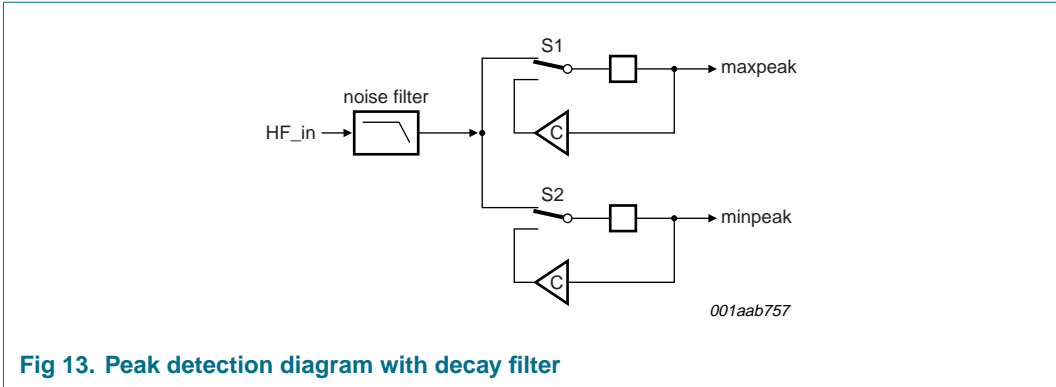 S1
maxpeak
noise filter
HF_in
C
S2
minpeak
C
001aab757
Fig 13. Peak detection diagram with decay filter